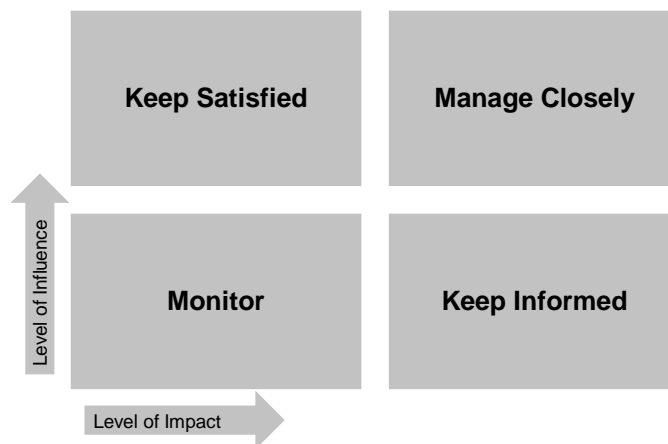 Keep Satisfied
Manage Closely
Monitor
Keep Informed
Level of Influence
Level of Impact